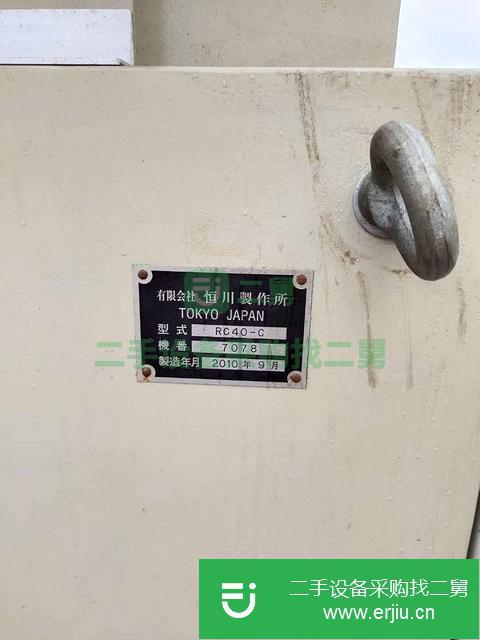 有限会社 恒川製作所
TOKYO JAPAN
型式 RC40-C
機番 7078
製造年月 2010年9月
二手设备采购找二舅
二手设备采购找二舅
www.erjiu.cn